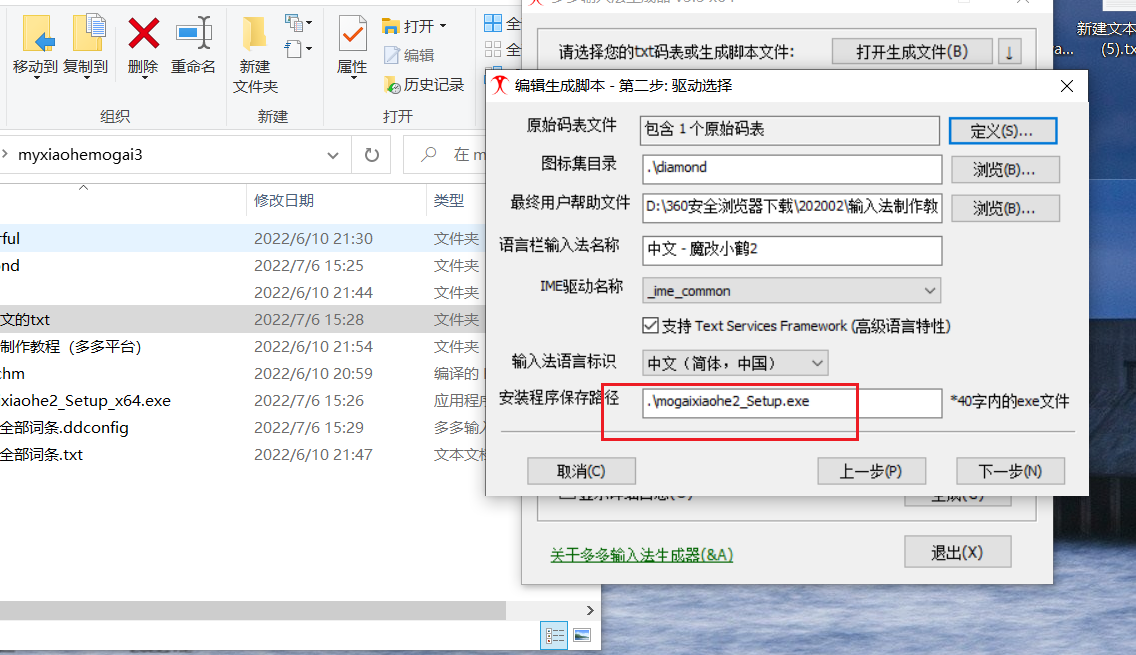 移动到
复制到
删除
重命名
新建
文件夹
属性
打开
编辑
历史记录
全
全
组织
新建
打开
myxiaohemogai3
在 m
修改日期
类型
rful
2022/6/10 21:30
文件夹
nd
2022/7/6 15:25
文件夹
2022/6/10 21:44
文件夹
文的txt
2022/7/6 15:28
文件夹
制作教程（多多平台）
2022/6/10 21:54
文件夹
chm
2022/6/10 20:59
编译的
xiaohe2_Setup_x64.exe
2022/7/6 15:26
应用程序
全部词条.ddconfig
2022/7/6 15:29
多多输入
全部词条.txt
2022/6/10 21:47
文本文档
请选择您的txt码表或生成脚本文件:
打开生成文件(B)
↓
新建文本
a...
(5).tx
编辑生成脚本 - 第二步: 驱动选择
原始码表文件
包含 1 个原始码表
定义(S)...
图标集目录
.\diamond
浏览(B)...
最终用户帮助文件
D:\360安全浏览器下载\202002\输入法制作教
浏览(B)...
语言栏输入法名称
中文 - 魔改小鹤2
IME驱动名称
_ime_common
支持 Text Services Framework (高级语言特性)
输入法语言标识
中文（简体，中国）
安装程序保存路径
.\mogaixiaohe2_Setup.exe
*40字内的exe文件
取消(C)
上一步(P)
下一步(N)
关于多多输入法生成器(&A)
退出(X)